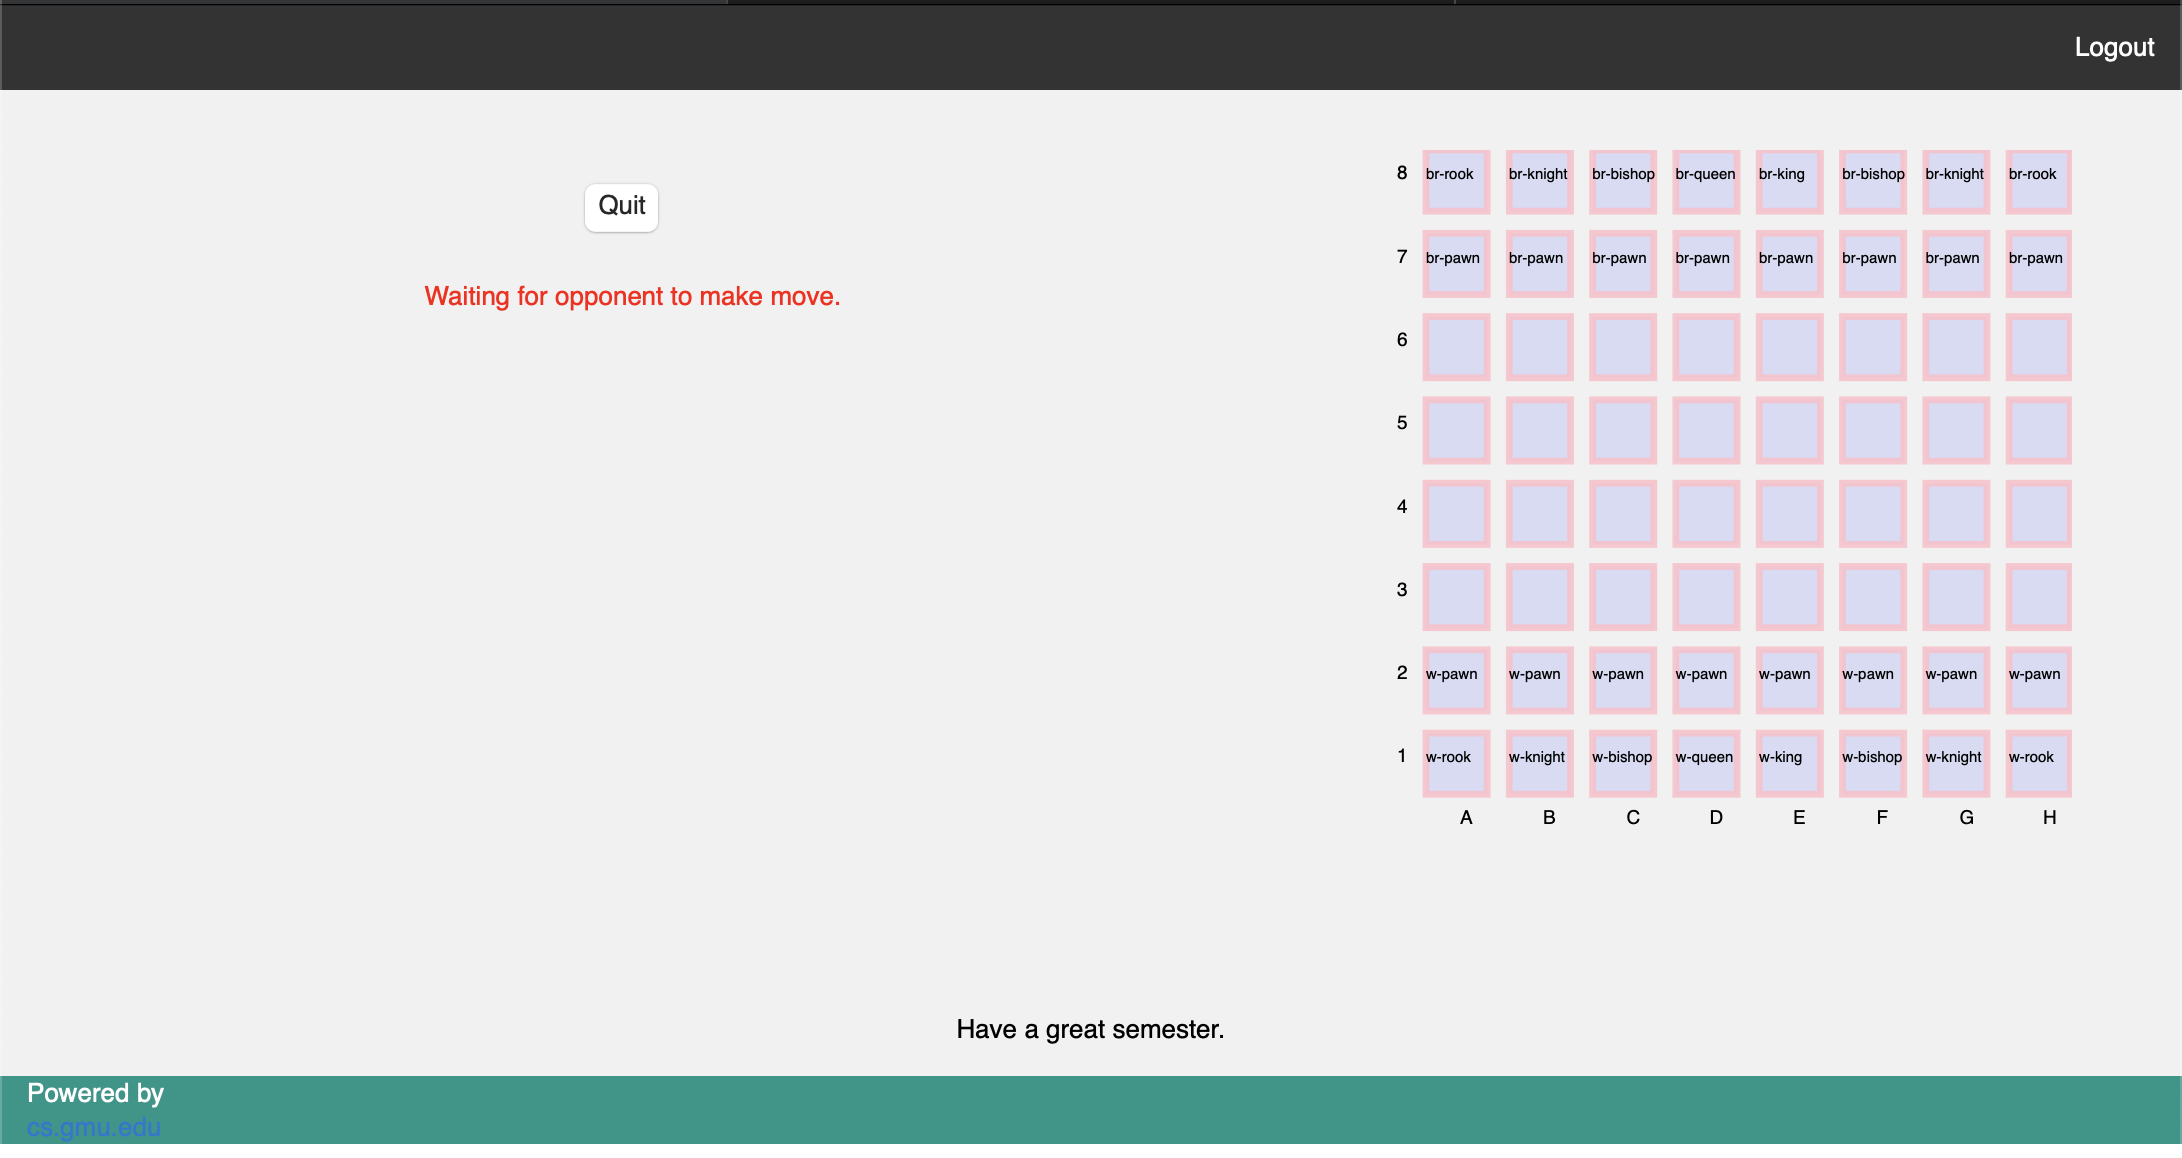 Logout
Quit
Waiting for opponent to make move.
8 br-rook br-knight br-bishop br-queen br-king br-bishop br-knight br-rook
7 br-pawn br-pawn br-pawn br-pawn br-pawn br-pawn br-pawn br-pawn
6
5
4
3
2 w-pawn w-pawn w-pawn w-pawn w-pawn w-pawn w-pawn w-pawn
1 w-rook w-knight w-bishop w-queen w-king w-bishop w-knight w-rook
A B C D E F G H
Have a great semester.
Powered by
cs.gmu.edu